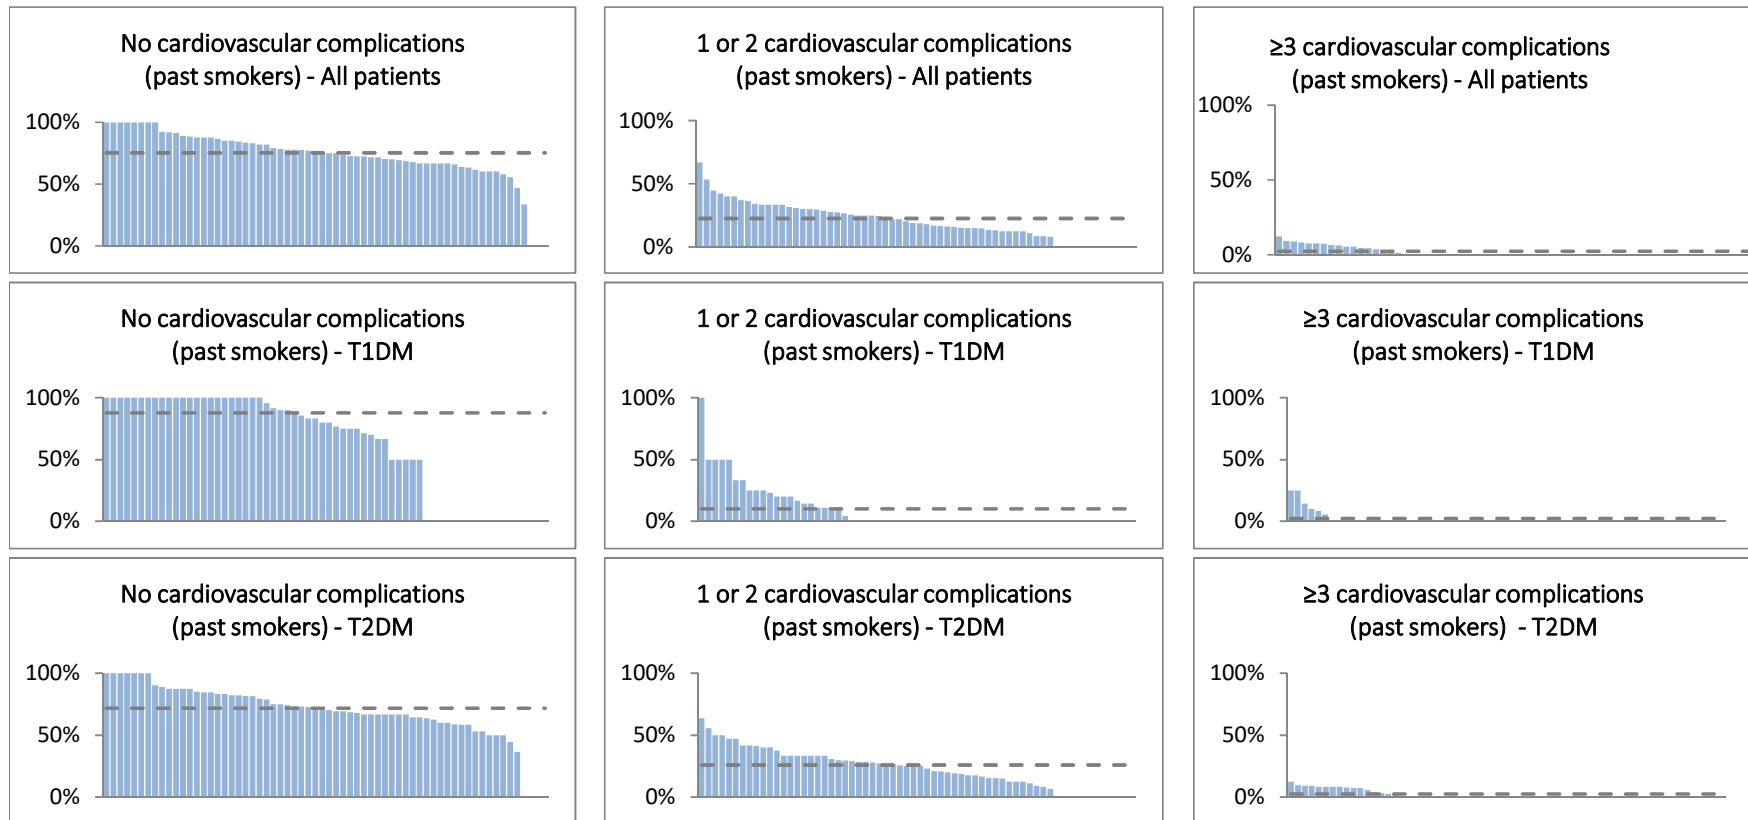 No cardiovascular complications
(past smokers) - All patients
100%
50%
0%
1 or 2 cardiovascular complications
(past smokers) - All patients
100%
50%
0%
≥3 cardiovascular complications
(past smokers) - All patients
100%
50%
0%
No cardiovascular complications
(past smokers) - T1DM
100%
50%
0%
1 or 2 cardiovascular complications
(past smokers) - T1DM
100%
50%
0%
≥3 cardiovascular complications
(past smokers) - T1DM
100%
50%
0%
No cardiovascular complications
(past smokers) - T2DM
100%
50%
0%
1 or 2 cardiovascular complications
(past smokers) - T2DM
100%
50%
0%
≥3 cardiovascular complications
(past smokers)  - T2DM
100%
50%
0%